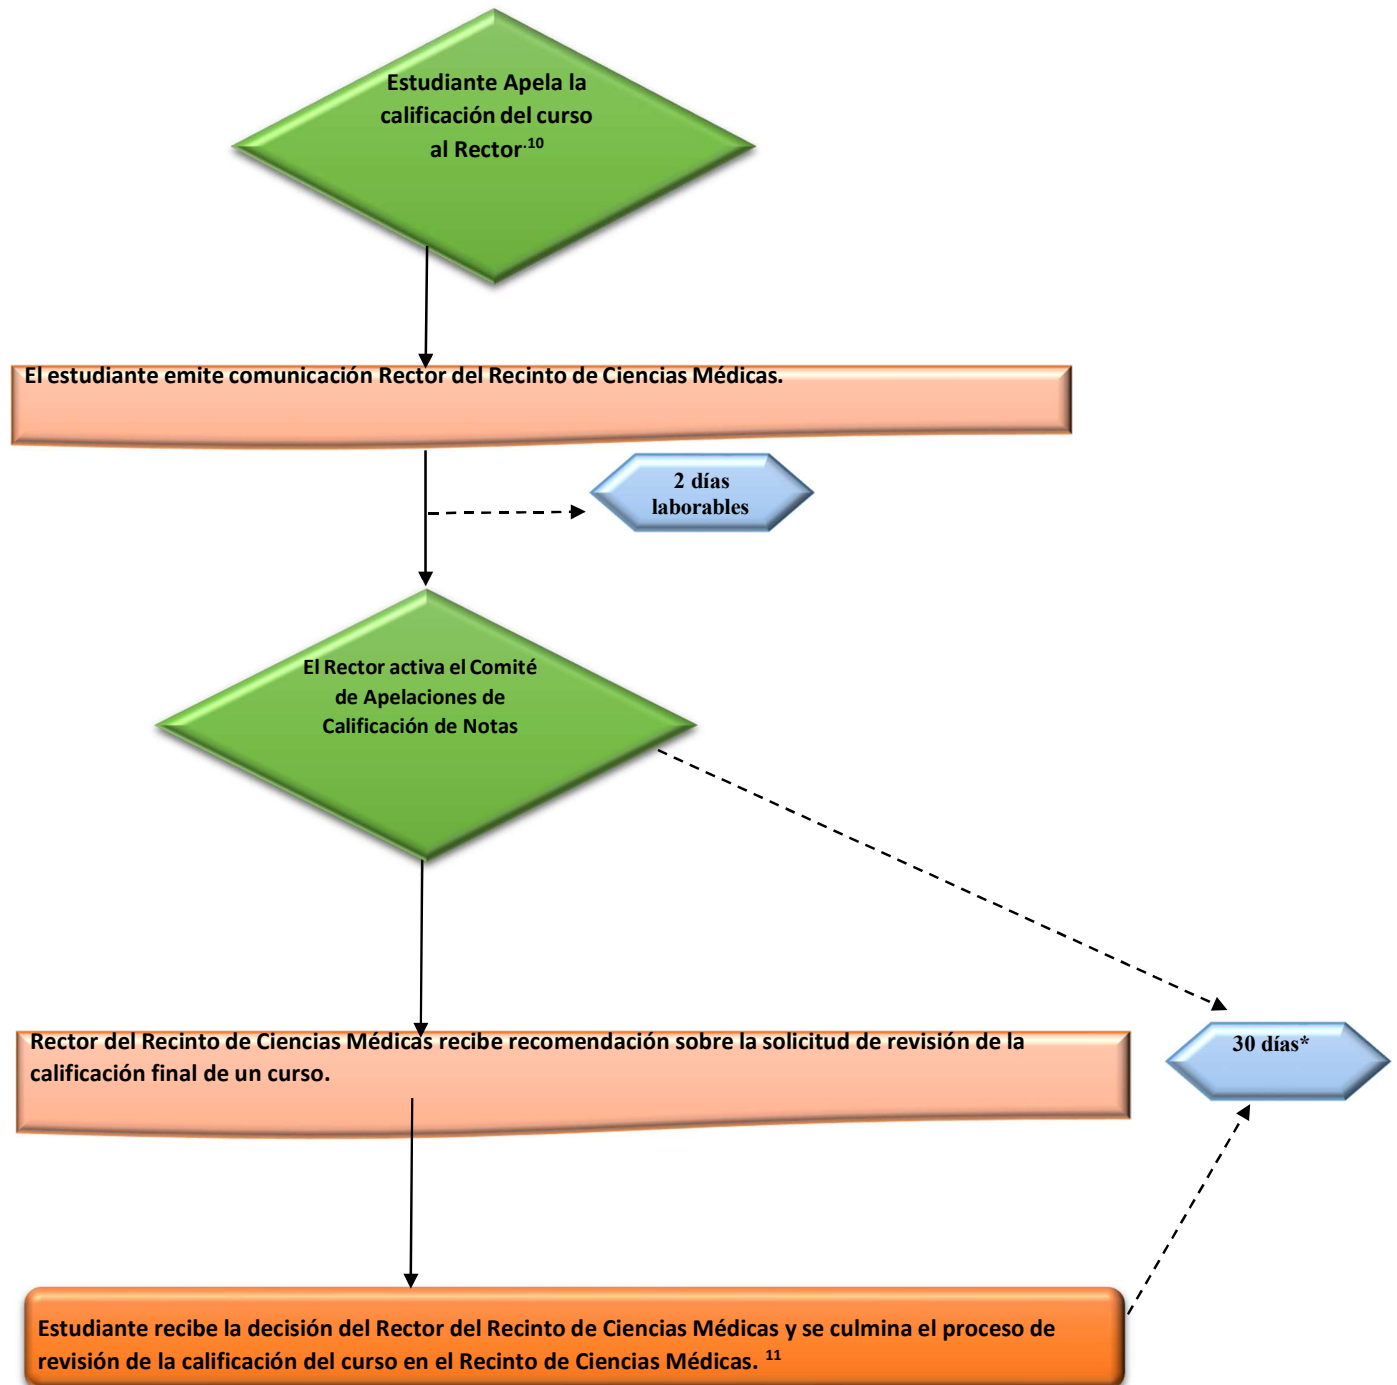 Estudiante Apela la
calificación del curso
al Rector.10
El estudiante emite comunicación Rector del Recinto de Ciencias Médicas.
2 días
laborables
El Rector activa el Comité
de Apelaciones de
Calificación de Notas
Rector del Recinto de Ciencias Médicas recibe recomendación sobre la solicitud de revisión de la
calificación final de un curso.
30 días*
Estudiante recibe la decisión del Rector del Recinto de Ciencias Médicas y se culmina el proceso de
revisión de la calificación del curso en el Recinto de Ciencias Médicas. 11